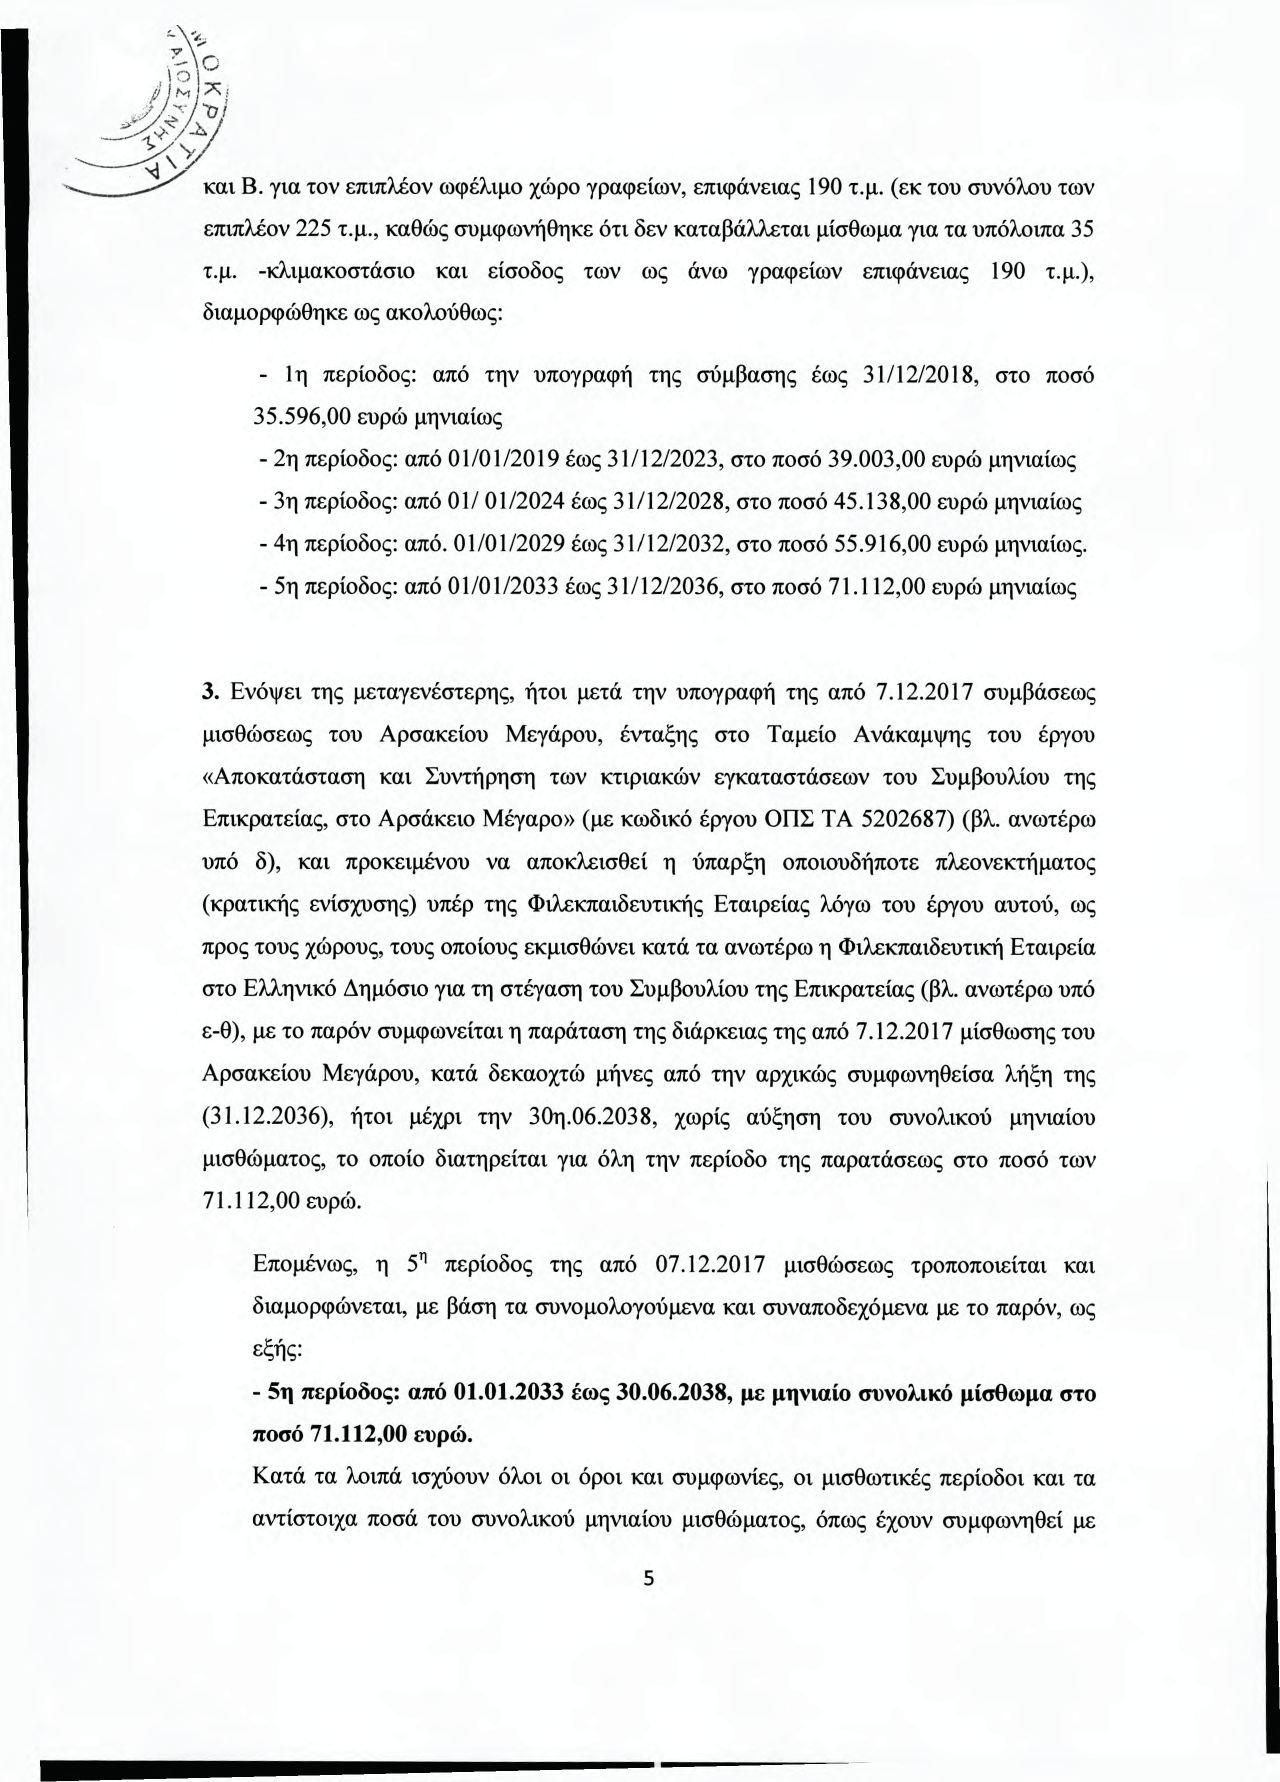 ΜΟΚΡΑΤΙΑ
ΑΙΟΣΥΝΗΣ
και Β. για τον επιπλέον ωφέλιμο χώρο γραφείων, επιφάνειας 190 τ.μ. (εκ του συνόλου των
επιπλέον 225 τ.μ., καθώς συμφωνήθηκε ότι δεν καταβάλλεται μίσθωμα για τα υπόλοιπα 35
τ.μ. -κλιμακοστάσιο και είσοδος των ως άνω γραφείων επιφάνειας 190 τ.μ.),
διαμορφώθηκε ως ακολούθως:
- 1η περίοδος: από την υπογραφή της σύμβασης έως 31/12/2018, στο ποσό
35.596,00 ευρώ μηνιαίως
- 2η περίοδος: από 01/01/2019 έως 31/12/2023, στο ποσό 39.003,00 ευρώ μηνιαίως
- 3η περίοδος: από 01/ 01/2024 έως 31/12/2028, στο ποσό 45.138,00 ευρώ μηνιαίως
- 4η περίοδος: από. 01/01/2029 έως 31/12/2032, στο ποσό 55.916,00 ευρώ μηνιαίως.
- 5η περίοδος: από 01/01/2033 έως 31/12/2036, στο ποσό 71.112,00 ευρώ μηνιαίως
3. Ενόψει της μεταγενέστερης, ήτοι μετά την υπογραφή της από 7.12.2017 συμβάσεως
μισθώσεως του Αρσακείου Μεγάρου, ένταξης στο Ταμείο Ανάκαμψης του έργου
«Αποκατάσταση και Συντήρηση των κτιριακών εγκαταστάσεων του Συμβουλίου της
Επικρατείας, στο Αρσάκειο Μέγαρο» (με κωδικό έργου ΟΠΣ ΤΑ 5202687) (βλ. ανωτέρω
υπό δ), και προκειμένου να αποκλεισθεί η ύπαρξη οποιουδήποτε πλεονεκτήματος
(κρατικής ενίσχυσης) υπέρ της Φιλεκπαιδευτικής Εταιρείας λόγω του έργου αυτού, ως
προς τους χώρους, τους οποίους εκμισθώνει κατά τα ανωτέρω η Φιλεκπαιδευτική Εταιρεία
στο Ελληνικό Δημόσιο για τη στέγαση του Συμβουλίου της Επικρατείας (βλ. ανωτέρω υπό
ε-θ), με το παρόν συμφωνείται η παράταση της διάρκειας της από 7.12.2017 μίσθωσης του
Αρσακείου Μεγάρου, κατά δεκαοχτώ μήνες από την αρχικώς συμφωνηθείσα λήξη της
(31.12.2036), ήτοι μέχρι την 30η.06.2038, χωρίς αύξηση του συνολικού μηνιαίου
μισθώματος, το οποίο διατηρείται για όλη την περίοδο της παρατάσεως στο ποσό των
71.112,00 ευρώ.
Επομένως, η 5η περίοδος της από 07.12.2017 μισθώσεως τροποποιείται και
διαμορφώνεται, με βάση τα συνομολογούμενα και συναποδεχόμενα με το παρόν, ως
εξής:
- 5η περίοδος: από 01.01.2033 έως 30.06.2038, με μηνιαίο συνολικό μίσθωμα στο
ποσό 71.112,00 ευρώ.
Κατά τα λοιπά ισχύουν όλοι οι όροι και συμφωνίες, οι μισθωτικές περίοδοι και τα
αντίστοιχα ποσά του συνολικού μηνιαίου μισθώματος, όπως έχουν συμφωνηθεί με
5